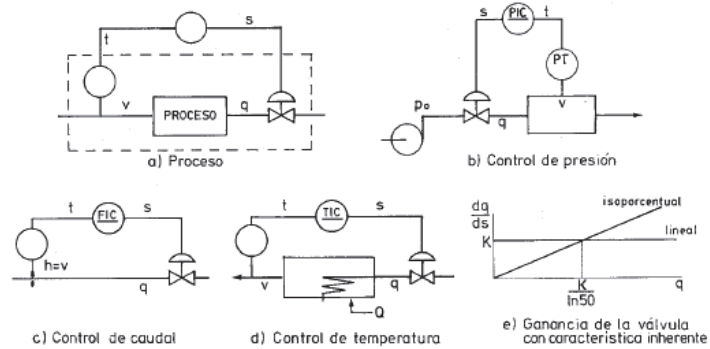 s
t
v
PROCESO
q
a) Proceso
s
PIC
t
PT
p₀
q
v
b) Control de presión
t
FIC
s
h=v
q
c) Control de caudal
t
TIC
s
v
q
Q
d) Control de temperatura
dq
ds
K
isoporcentual
lineal
K
ln50
q
e) Ganancia de la válvula
con característica inherente